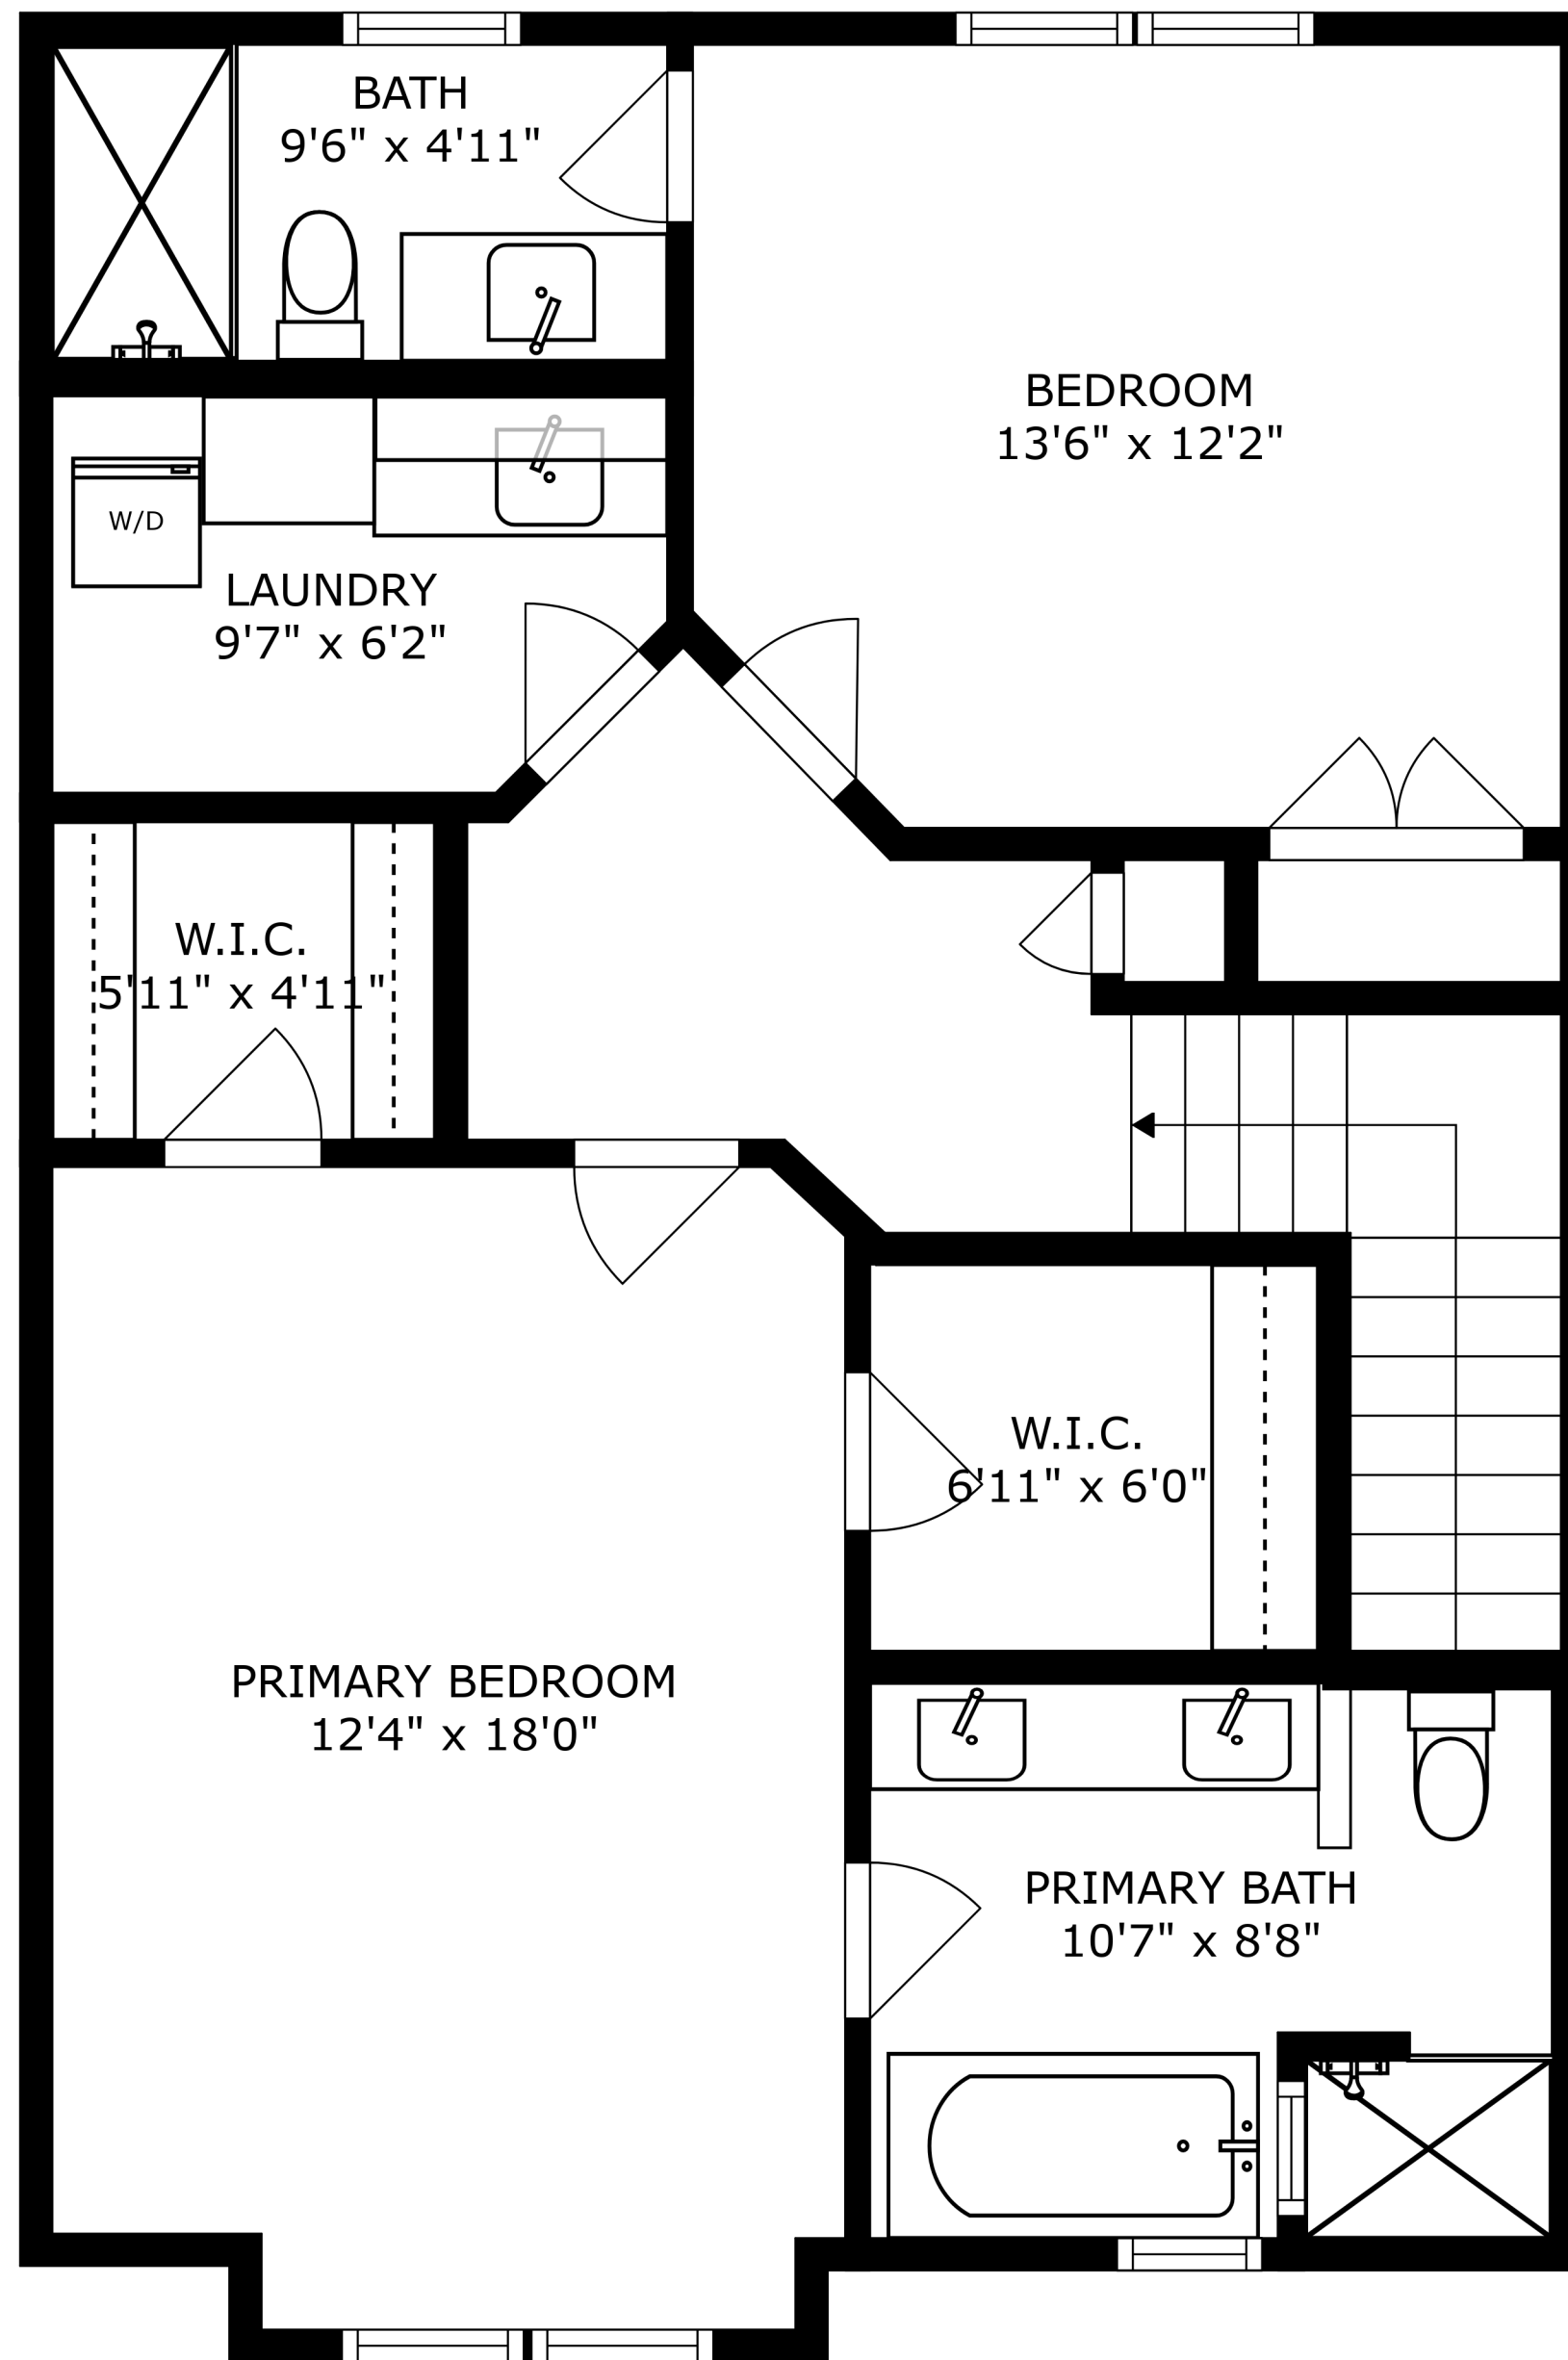 BATH
9'6" x 4'11"
BEDROOM
13'6" x 12'2"
W/D
LAUNDRY
9'7" x 6'2"
W.I.C.
5'11" x 4'11"
W.I.C.
6'11" x 6'0"
PRIMARY BEDROOM
12'4" x 18'0"
PRIMARY BATH
10'7" x 8'8"